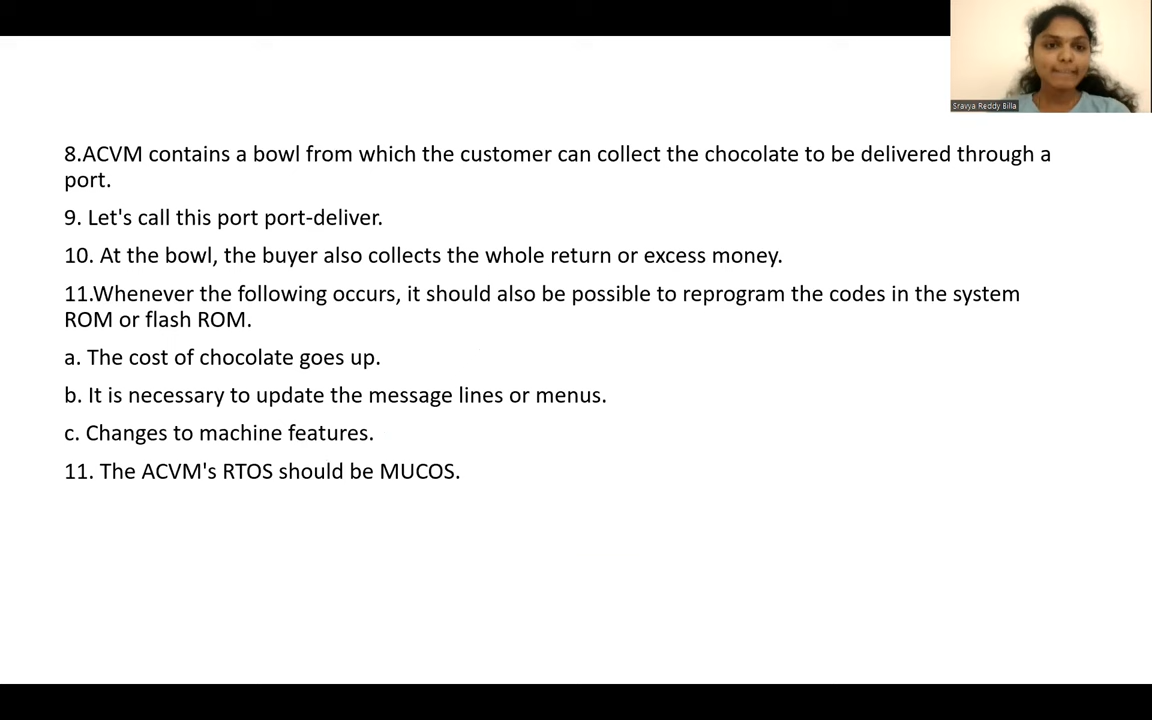 Sravya Reddy Billa
8.ACVM contains a bowl from which the customer can collect the chocolate to be delivered through a
port.
9. Let's call this port port-deliver.
10. At the bowl, the buyer also collects the whole return or excess money.
11.Whenever the following occurs, it should also be possible to reprogram the codes in the system
ROM or flash ROM.
a. The cost of chocolate goes up.
b. It is necessary to update the message lines or menus.
c. Changes to machine features.
11. The ACVM's RTOS should be MUCOS.